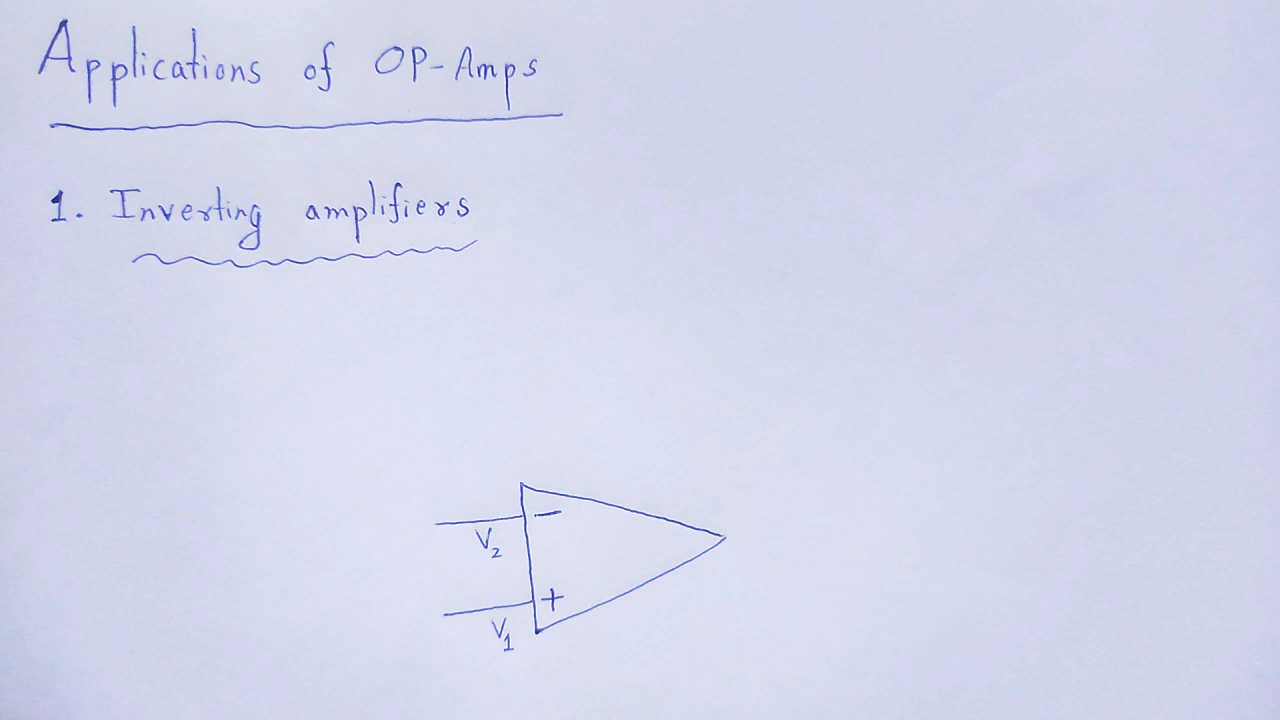 Applications of OP-Amps
1. Inverting amplifiers
−
V2
+
V1